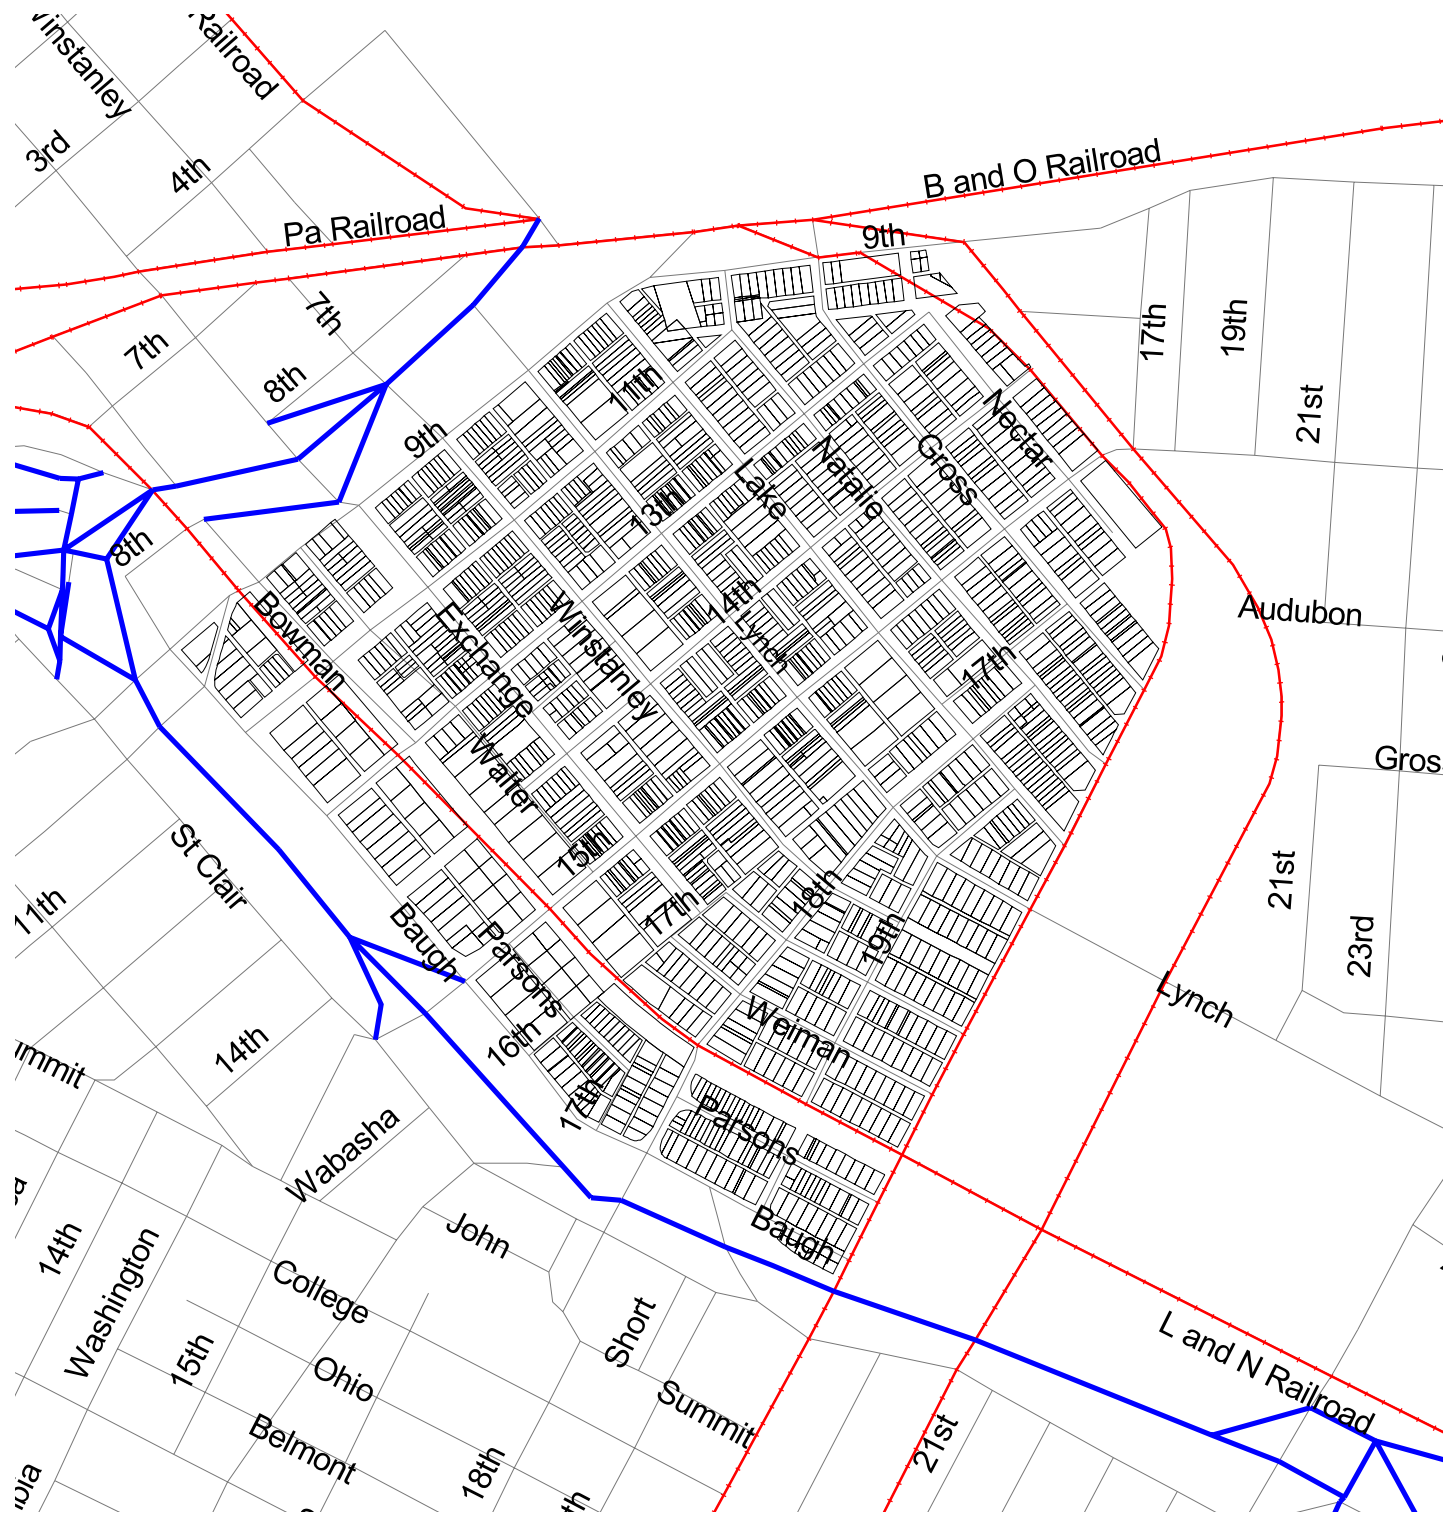 Winstanley
Railroad
3rd
4th
Pa Railroad
B and O Railroad
9th
7th
7th
8th
17th
19th
21st
9th
Nectar
Gross
Natalie
Lake
13th
8th
Bowman
Exchange
Winstanley
14th
Lynch
17th
Audubon
Walter
15th
St Clair
11th
Baugh
Parsons
17th
18th
19th
21st
23rd
Lynch
Weiman
16th
17th
14th
Wabasha
Parsons
Baugh
14th
Washington
John
College
Short
15th
Ohio
Summit
Belmont
18th
21st
L and N Railroad